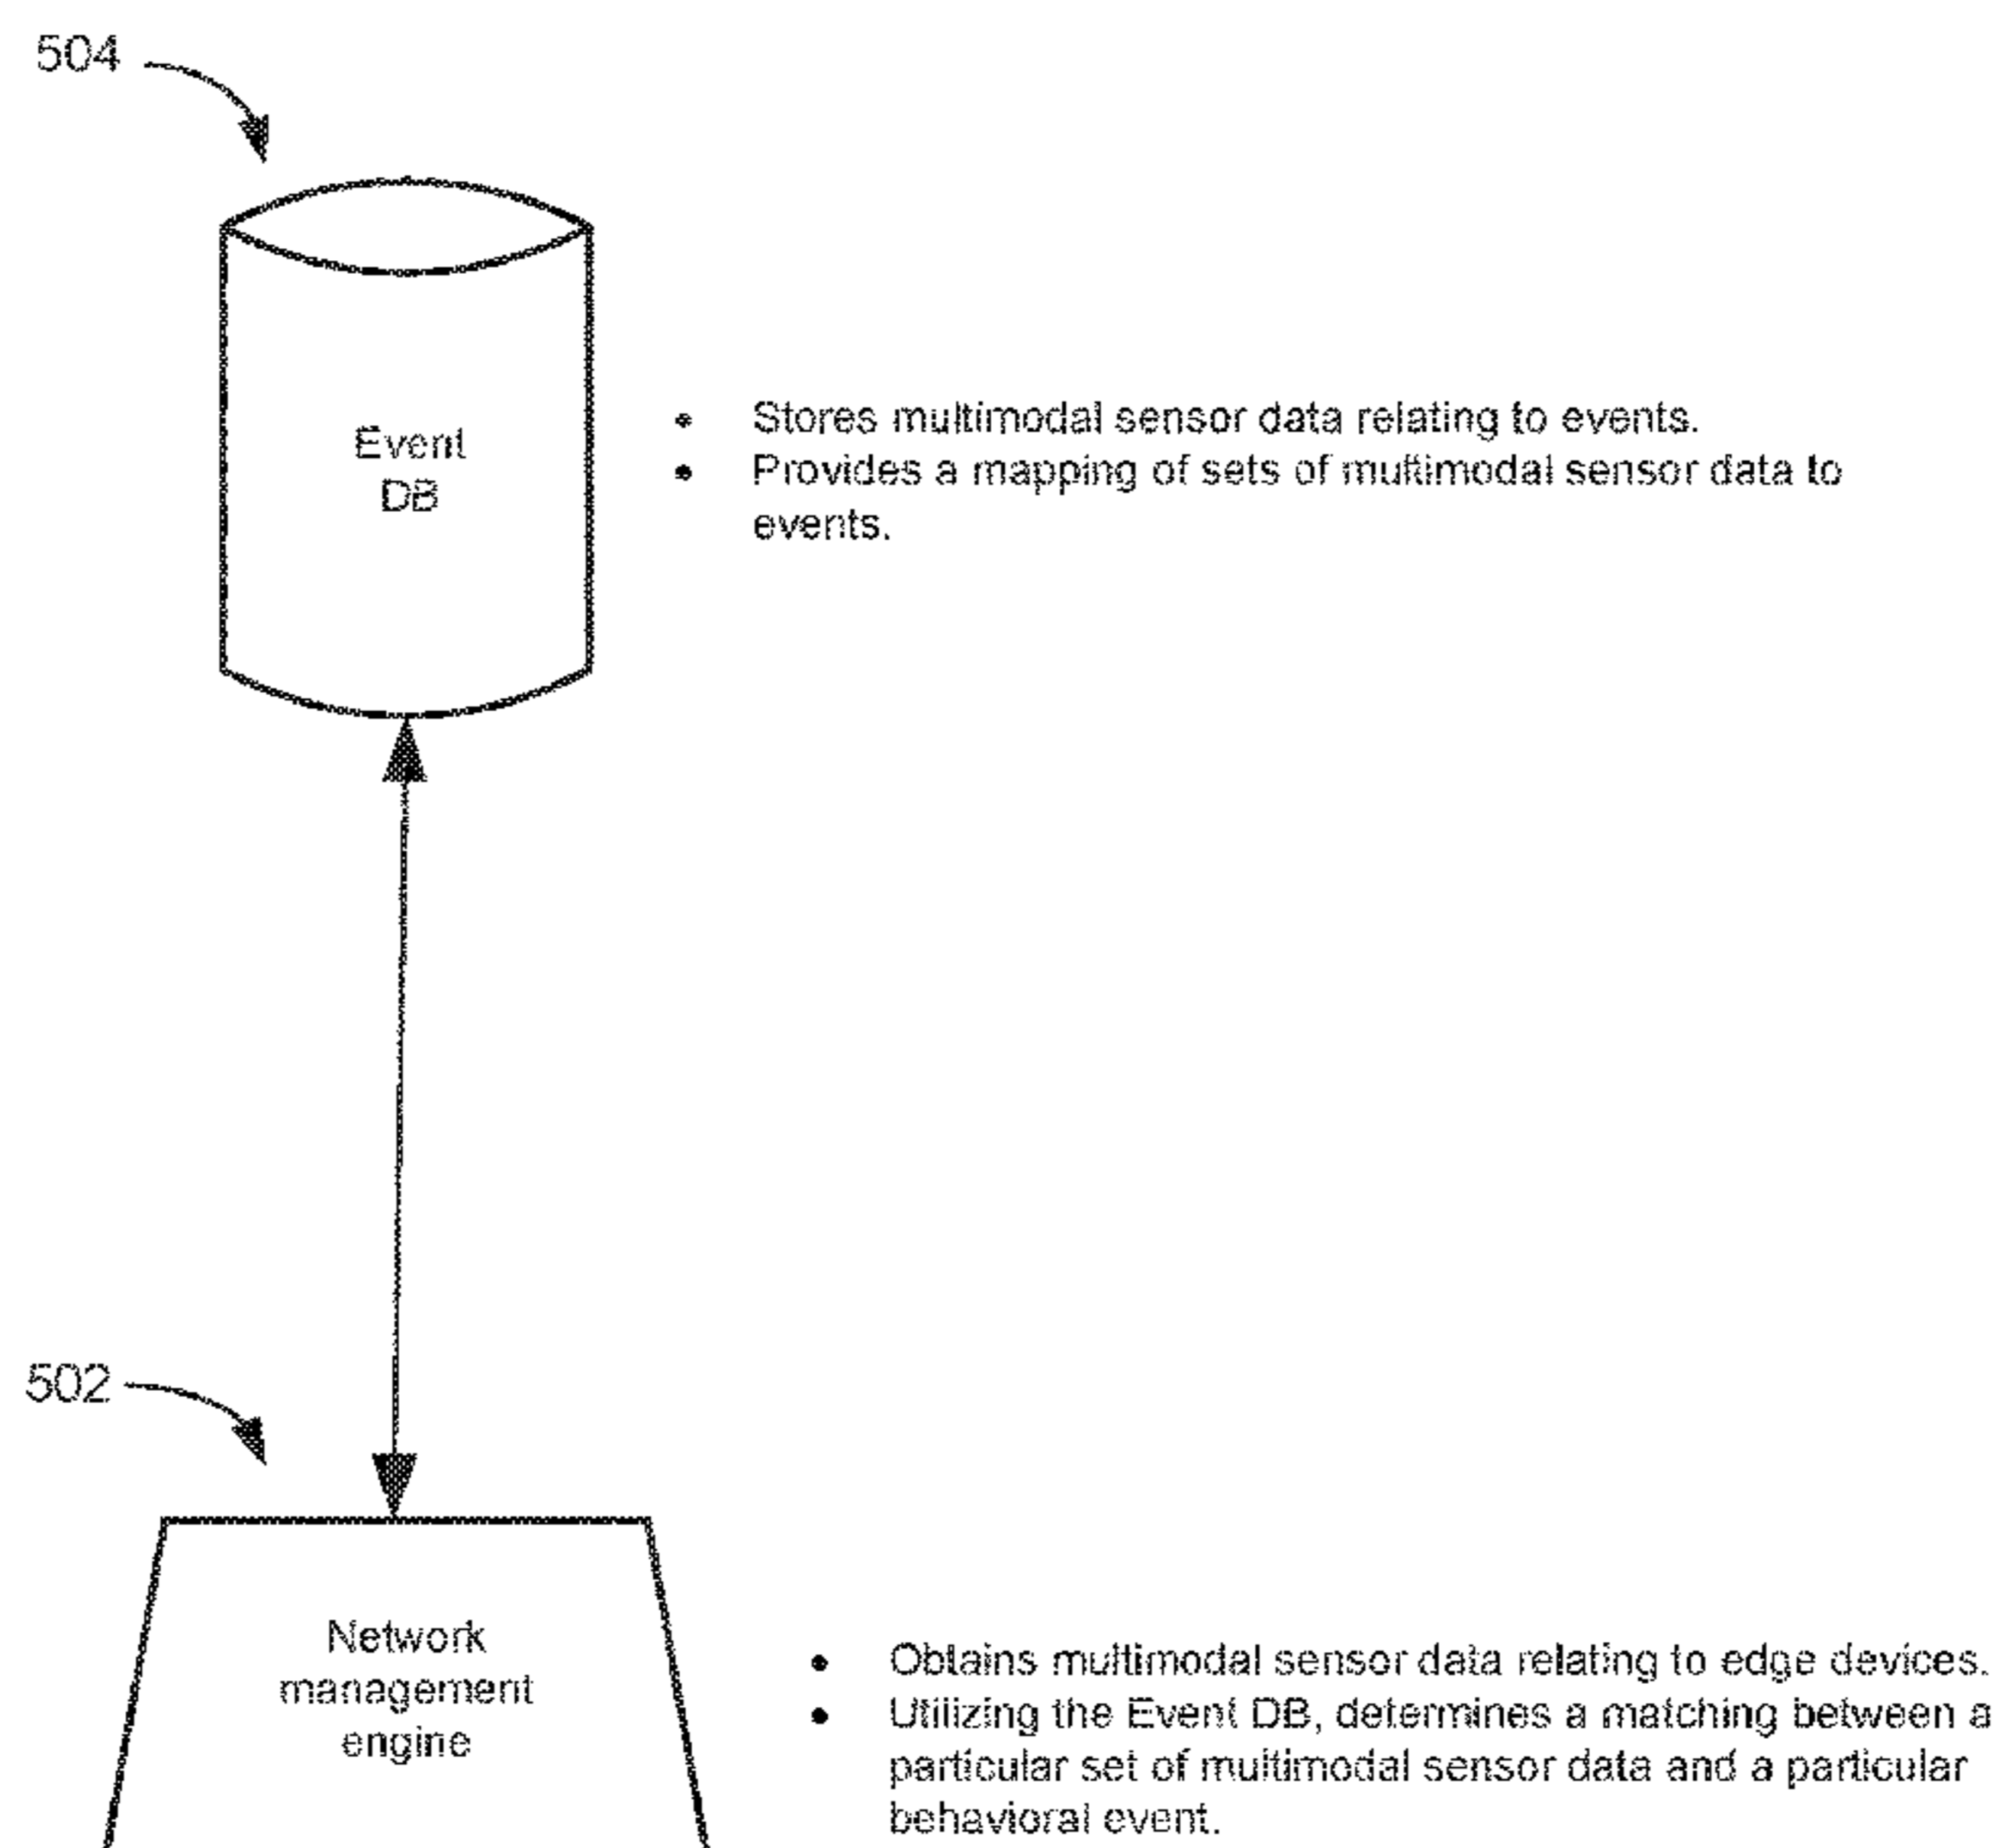 504
Event
DB
• Stores multimodal sensor data relating to events.
• Provides a mapping of sets of multimodal sensor data to
events.
502
Network
management
engine
• Obtains multimodal sensor data relating to edge devices.
• Utilizing the Event DB, determines a matching between a
particular set of multimodal sensor data and a particular
behavioral event.